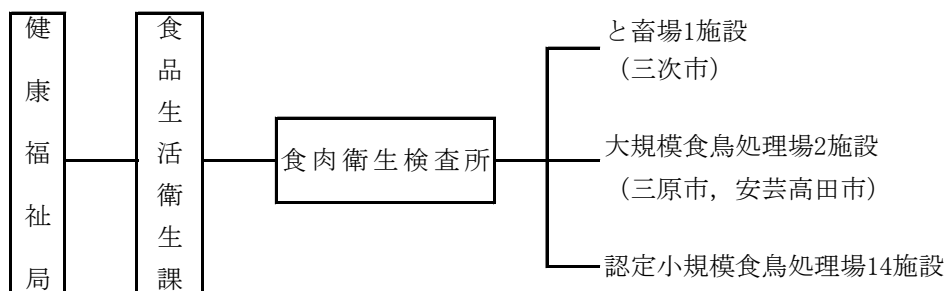 健康福祉局
食品生活衛生課
食肉衛生検査所
と畜場1施設
(三次市)
大規模食鳥処理場2施設
(三原市，安芸高田市)
認定小規模食鳥処理場14施設